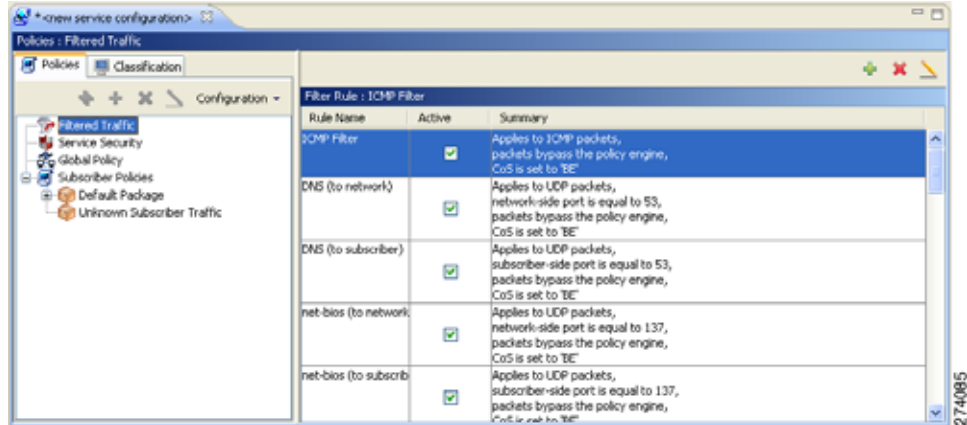 *<new service configuration>
Policies : Filtered Traffic
Policies Classification
Configuration
Filtered Traffic
Service Security
Global Policy
Subscriber Policies
Default Package
Unknown Subscriber Traffic
Filter Rule : ICMP Filter
Rule Name Active Summary
ICMP Filter
Applies to ICMP packets,
packets bypass the policy engine,
CoS is set to 'BE'
DNS (to network)
Applies to UDP packets,
network-side port is equal to 53,
packets bypass the policy engine,
CoS is set to 'BE'
DNS (to subscriber)
Applies to UDP packets,
subscriber-side port is equal to 53,
packets bypass the policy engine,
CoS is set to 'BE'
net-bios (to network
Applies to UDP packets,
network-side port is equal to 137,
packets bypass the policy engine,
CoS is set to 'BE'
net-bios (to subscrib
Applies to UDP packets,
subscriber-side port is equal to 137,
packets bypass the policy engine,
CoS is set to 'BE'
274085